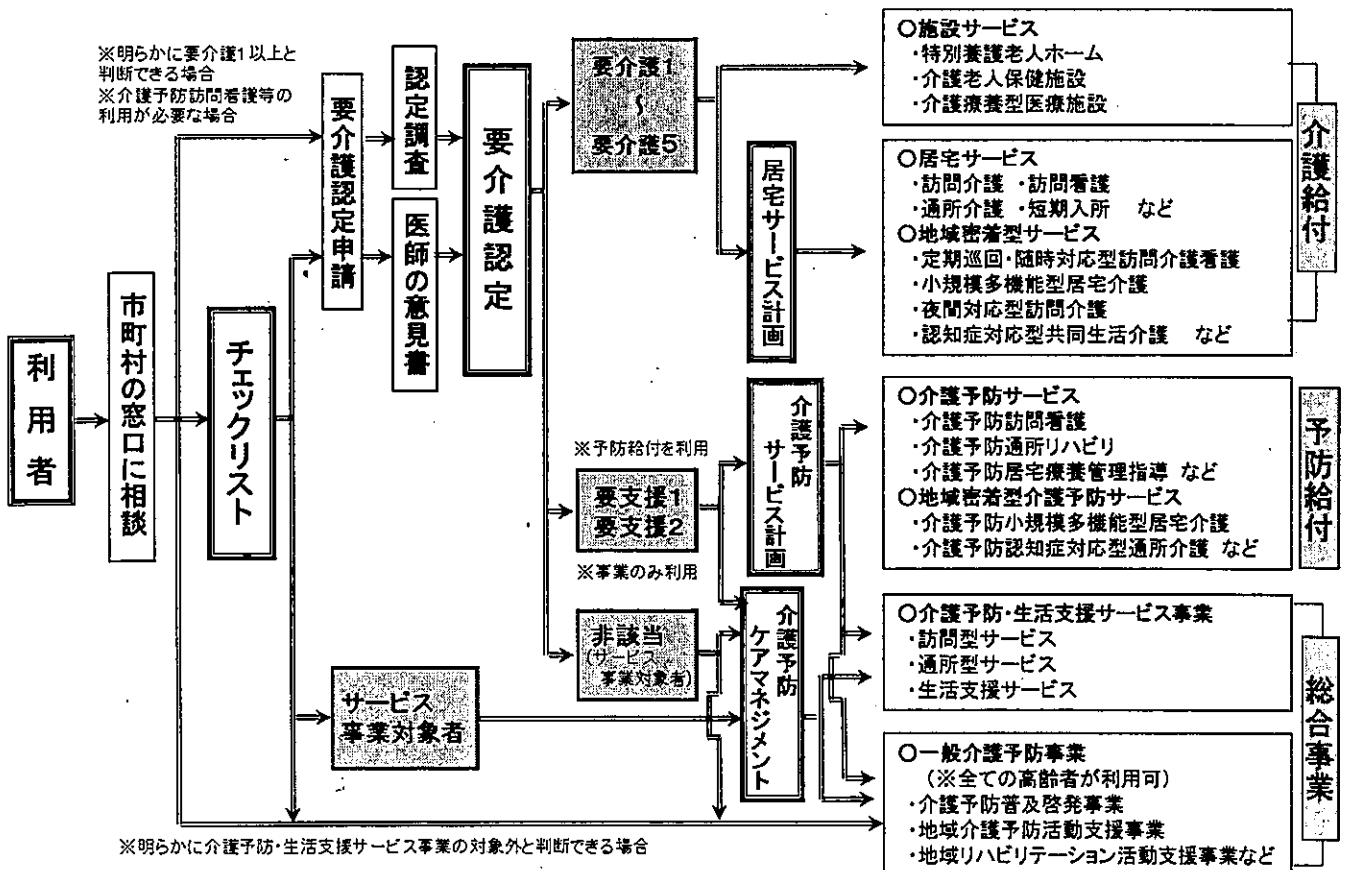 ※明らかに要介護1以上と
判断できる場合
※介護予防訪問看護等の
利用が必要な場合
利用者
市町村の窓口に相談
チェックリスト
要介護認定申請
認定調査
医師の意見書
要介護認定
要介護1
〜
要介護5
居宅サービス計画
※予防給付を利用
要支援1
要支援2
※事業のみ利用
非該当
(サービス
事業対象者)
サービス
事業対象者
介護予防
サービス計画
介護予防
ケアマネジメント
○施設サービス
・特別養護老人ホーム
・介護老人保健施設
・介護療養型医療施設
○居宅サービス
・訪問介護 ・訪問看護
・通所介護 ・短期入所 など
○地域密着型サービス
・定期巡回・随時対応型訪問介護看護
・小規模多機能型居宅介護
・夜間対応型訪問介護
・認知症対応型共同生活介護 など
介護給付
○介護予防サービス
・介護予防訪問看護
・介護予防通所リハビリ
・介護予防居宅療養管理指導 など
○地域密着型介護予防サービス
・介護予防小規模多機能型居宅介護
・介護予防認知症対応型通所介護 など
予防給付
○介護予防・生活支援サービス事業
・訪問型サービス
・通所型サービス
・生活支援サービス
○一般介護予防事業
(※全ての高齢者が利用可)
・介護予防普及啓発事業
・地域介護予防活動支援事業
・地域リハビリテーション活動支援事業など
総合事業
※明らかに介護予防・生活支援サービス事業の対象外と判断できる場合